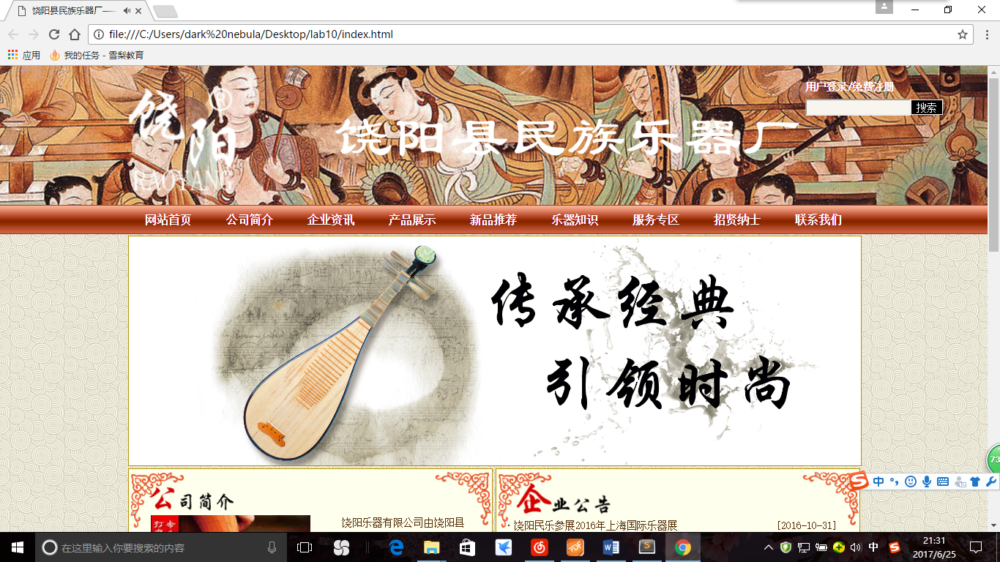 饶阳县民族乐器厂——
file:///C:/Users/dark%20nebula/Desktop/lab10/index.html
应用
我的任务 - 雪梨教育
用户登录/免费注册
搜索
饶阳
®
RAOYANG
饶阳县民族乐器厂
网站首页 公司简介 企业资讯 产品展示 新品推荐 乐器知识 服务专区 招贤纳士 联系我们
传承经典
引领时尚
73
中
公司简介
企业公告
打
专
饶阳乐器有限公司由饶阳县
· 饶阳民乐参展2016年上海国际乐器展 [2016-10-31]
在这里输入你要搜索的内容
中
21:31
2017/6/25